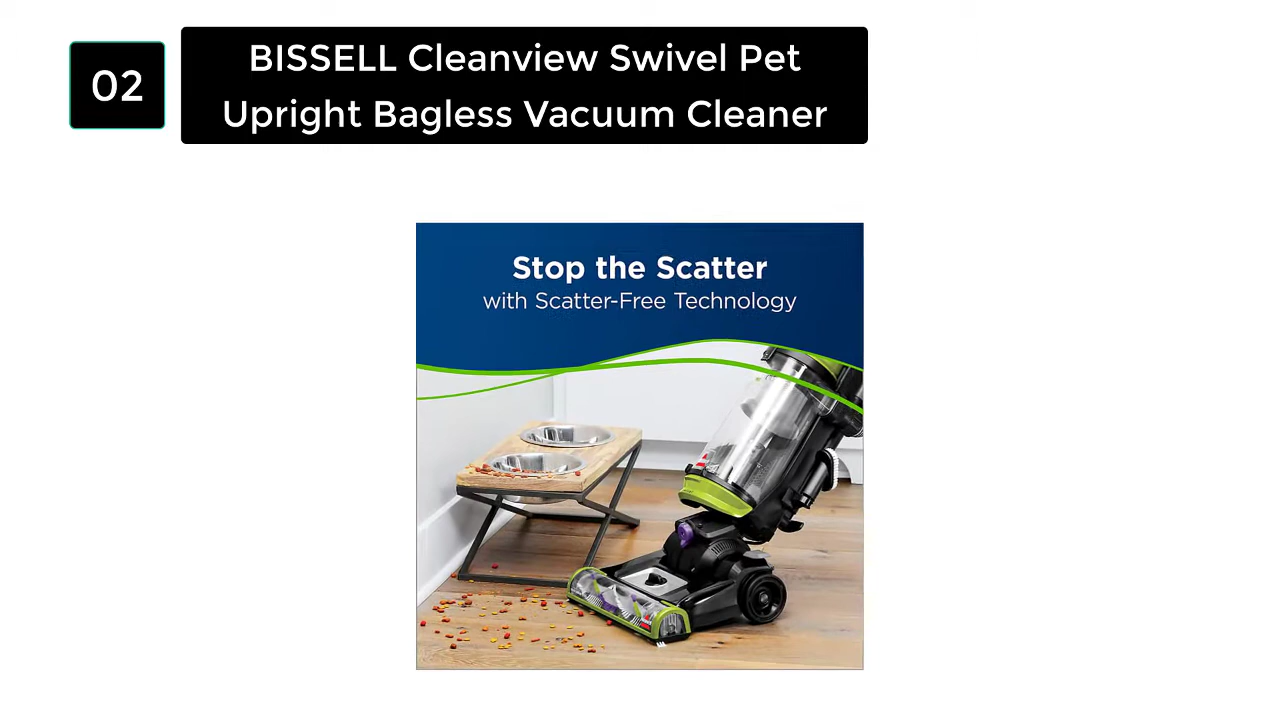 02
BISSELL Cleanview Swivel Pet
Upright Bagless Vacuum Cleaner
Stop the Scatter
with Scatter-Free Technology